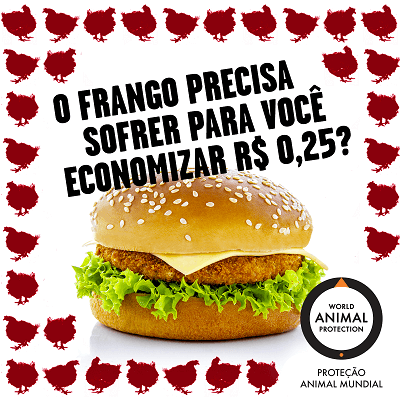 O FRANGO PRECISA
SOFRER PARA VOCÊ
ECONOMIZAR R$ 0,25?
WORLD
ANIMAL
PROTECTION
PROTEÇÃO
ANIMAL MUNDIAL